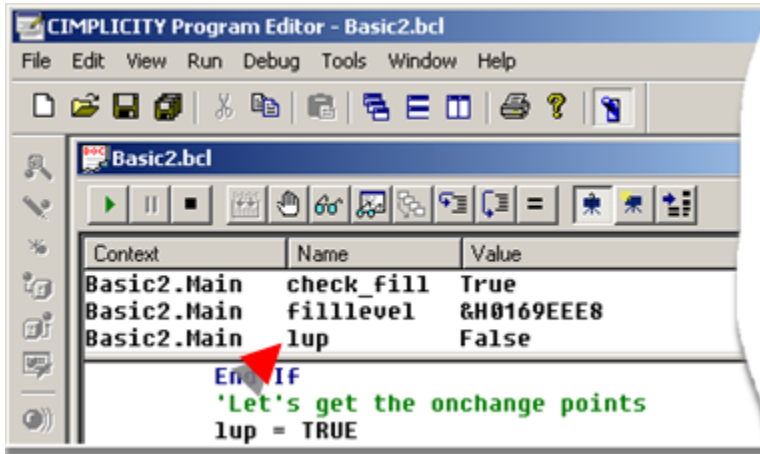 CIMPLICITY Program Editor - Basic2.bcl
File Edit View Run Debug Tools Window Help
Basic2.bcl
Context Name Value
Basic2.Main check_fill True
Basic2.Main filllevel &H0169EEE8
Basic2.Main lup False
End If
'Let's get the onchange points
lup = TRUE